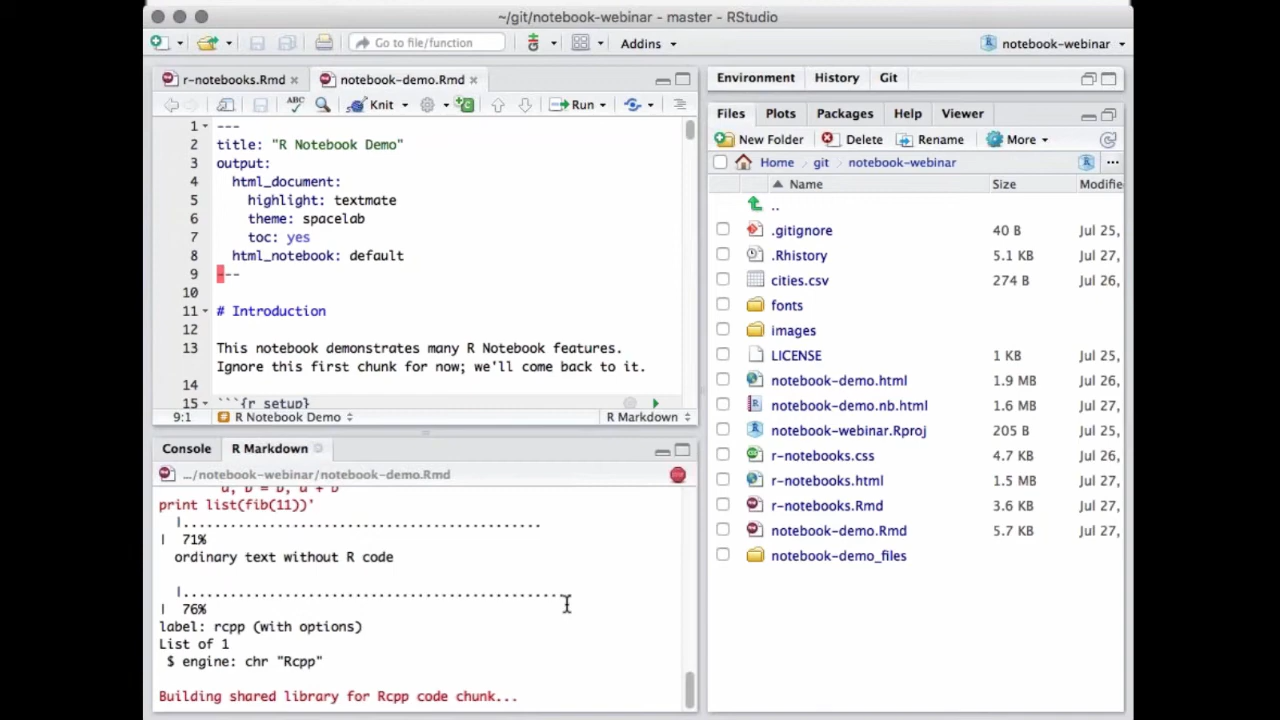 ~/git/notebook-webinar - master - RStudio
Go to file/function
Addins
notebook-webinar
r-notebooks.Rmd
notebook-demo.Rmd
ABC
Knit
Run
1 ---
2 title: "R Notebook Demo"
3 output:
4 html_document:
5 highlight: textmate
6 theme: spacelab
7 toc: yes
8 html_notebook: default
9 ---
10
11 # Introduction
12
13 This notebook demonstrates many R Notebook features.
Ignore this first chunk for now; we'll come back to it.
14
15 ```{r setup}
9:1 R Notebook Demo R Markdown
Console R Markdown
.../notebook-webinar/notebook-demo.Rmd
a, b = b, a + b
print list(fib(11))'
|..............................................
| 71%
ordinary text without R code
|.................................................
| 76%
label: rcpp (with options)
List of 1
$ engine: chr "Rcpp"
Building shared library for Rcpp code chunk...
Environment History Git
Files Plots Packages Help Viewer
New Folder Delete Rename More
Home git notebook-webinar ...
Name Size Modifie
..
.gitignore 40 B Jul 25,
.Rhistory 5.1 KB Jul 27,
cities.csv 274 B Jul 26,
fonts
images
LICENSE 1 KB Jul 25,
notebook-demo.html 1.9 MB Jul 26,
notebook-demo.nb.html 1.6 MB Jul 27,
notebook-webinar.Rproj 205 B Jul 25,
r-notebooks.css 4.7 KB Jul 26,
r-notebooks.html 1.5 MB Jul 27,
r-notebooks.Rmd 3.6 KB Jul 27,
notebook-demo.Rmd 5.7 KB Jul 27,
notebook-demo_files